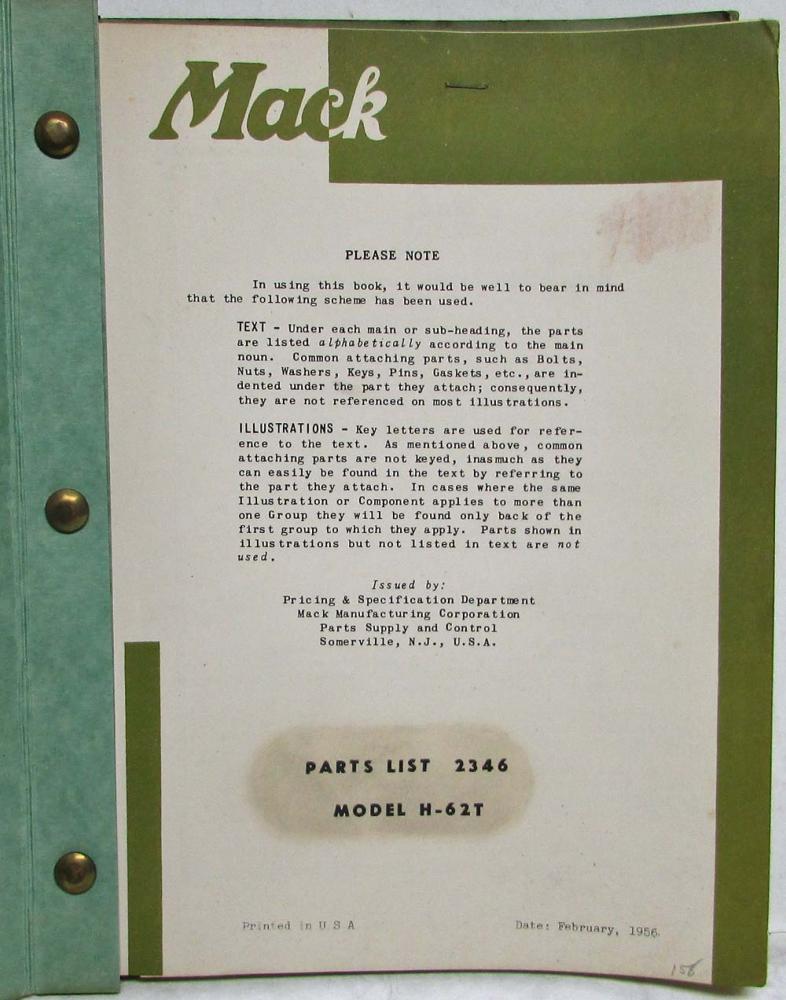 Mack
PLEASE NOTE
In using this book, it would be well to bear in mind
that the following scheme has been used.
TEXT - Under each main or sub-heading, the parts
are listed alphabetically according to the main
noun. Common attaching parts, such as Bolts,
Nuts, Washers, Keys, Pins, Gaskets, etc., are in-
dented under the part they attach; consequently,
they are not referenced on most illustrations.
ILLUSTRATIONS - Key letters are used for refer-
ence to the text. As mentioned above, common
attaching parts are not keyed, inasmuch as they
can easily be found in the text by referring to
the part they attach. In cases where the same
Illustration or Component applies to more than
one Group they will be found only back of the
first group to which they apply. Parts shown in
illustrations but not listed in text are not
used.
Issued by:
Pricing & Specification Department
Mack Manufacturing Corporation
Parts Supply and Control
Somerville, N.J., U.S.A.
PARTS LIST 2346
MODEL H-62T
Printed in U S A Date: February, 1956.